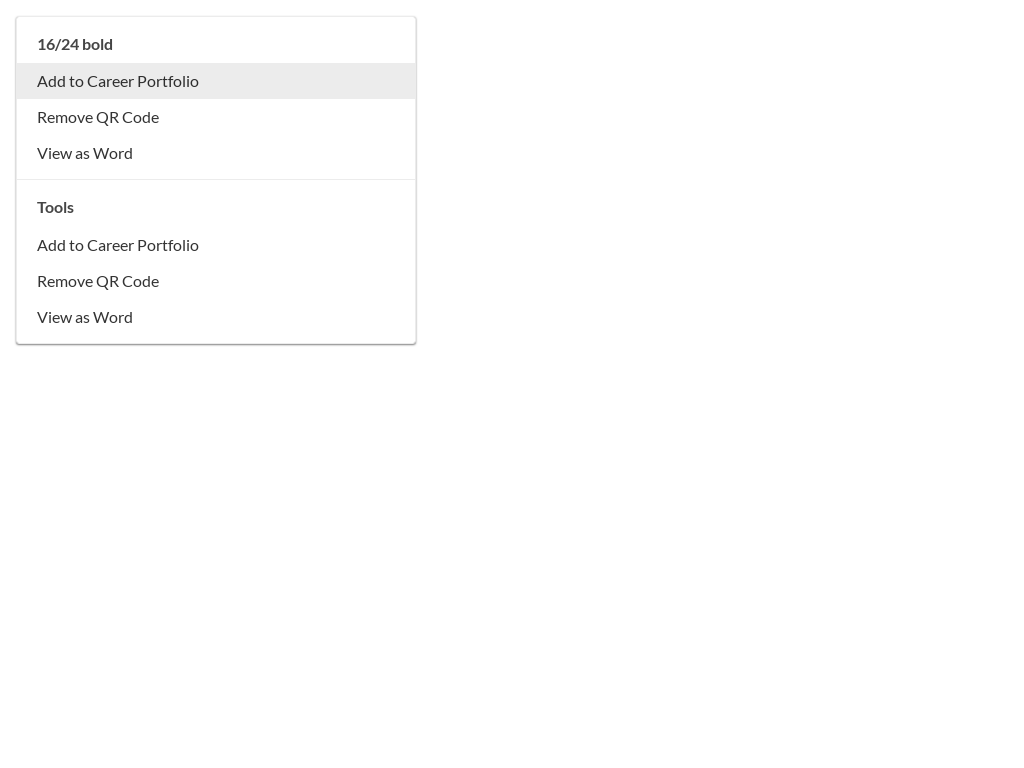 16/24 bold
Add to Career Portfolio
Remove QR Code
View as Word
Tools
Add to Career Portfolio
Remove QR Code
View as Word